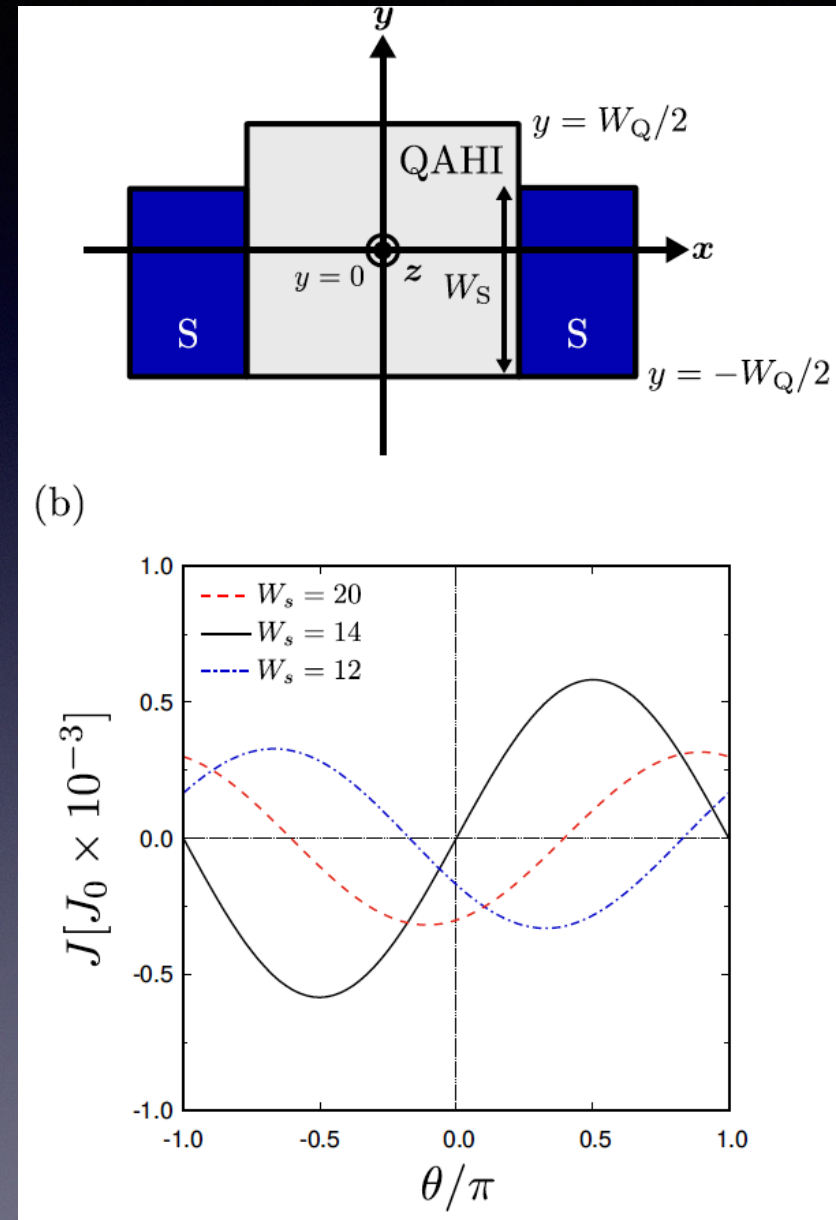 y
y = W_Q/2
QAHI
x
y = 0
z
W_S
S
S
y = −W_Q/2
(b)
1.0
W_s = 20
W_s = 14
W_s = 12
0.5
J[J_0 × 10^{−3}]
0.0
-0.5
-1.0
-1.0 -0.5 0.0 0.5 1.0
θ/π